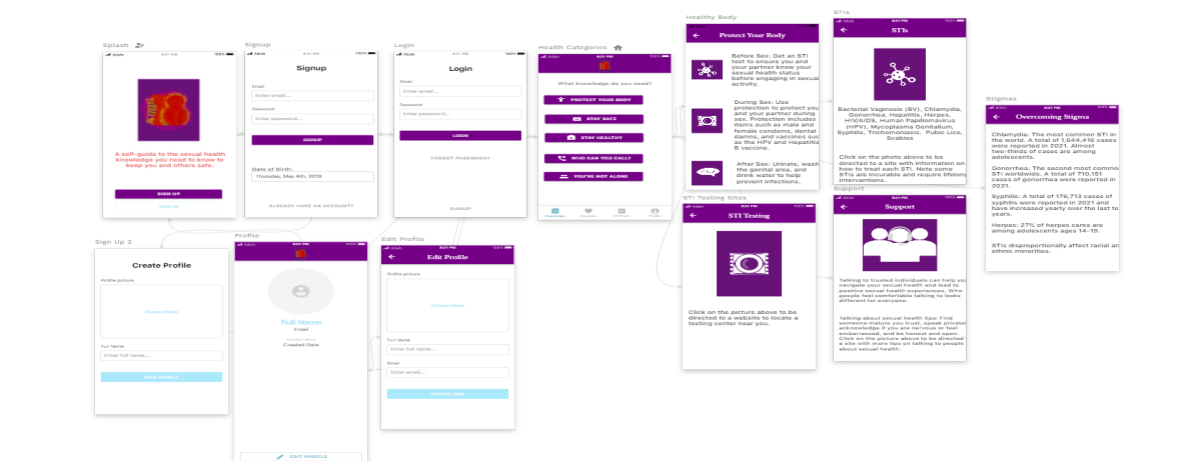 Splash
Signup
Login
Health Categories
Healthy Body
STIs
Stigmas
A self-guide to the sexual health
knowledge you need to know to
keep you and others safe.
SIGN UP
LOG IN
Signup
Email
Enter email...
Password
Enter password...
SIGNUP
Date of Birth:
Thursday, May 4th, 2019
ALREADY HAVE AN ACCOUNT?
Login
Email
Enter email...
Password
Enter password...
LOGIN
FORGOT PASSWORD?
SIGNUP
What knowledge do you need?
PROTECT YOUR BODY
STAY SAFE
STAY HEALTHY
WHO CAN YOU CALL?
YOU'RE NOT ALONE
Protect Your Body
Before Sex: Get an STI
test to ensure you and
your partner know your
sexual health status
before engaging in sexual
activity.
During Sex: Use
protection to protect you
and your partner during
sex. Protection includes
items such as male and
female condoms, dental
damns, and vaccines such
as the HPV and Hepatitis
B vaccine.
After Sex: Urinate, wash
the genital area, and
drink water to help
prevent infections.
STIs
Bacterial Vaginosis (BV), Chlamydia,
Gonorrhea, Hepatitis, Herpes,
HIV/AIDS, Human Papillomavirus
(HPV), Mycoplasma Genitalium,
Syphilis, Trichomoniasis, Pubic Lice,
Scabies
Click on the photo above to be
directed to a site with information on
how to treat each STI. Note some
STIs are incurable and require lifelong
interventions.
Overcoming Stigma
Chlamydia: The most common STI in
the world. A total of 1,644,416 cases
were reported in 2021. Almost
two-thirds of cases are among
adolescents.
Gonorrhea: The second most common
STI worldwide. A total of 710,151
cases of gonorrhea were reported in
2021.
Syphilis: A total of 176,713 cases of
syphilis were reported in 2021 and
have increased yearly over the last te
years.
Herpes: 27% of herpes cares are
among adolescents ages 14-19.
STIs disproportionally affect racial an
ethnic minorities.
Sign Up 2
Profile
Edit Profile
STI Testing Sites
Support
Create Profile
Profile picture
Choose Photo
Full Name
Enter full name...
Full Name
Email
Created Date
EDIT PROFILE
Edit Profile
Profile picture
Choose Photo
Full Name
Enter full name...
Email
Enter email...
STI Testing
Click on the picture above to be
directed to a website to locate a
testing center near you.
Support
Talking to trusted individuals can help you
navigate your sexual health and lead to
positive sexual health experiences. Who
people feel comfortable talking to looks
different for everyone.
Talking about sexual health tips: Find
someone mature you trust, speak private
acknowledge if you are nervous or feel
embarrassed, and be honest and open.
Click on the picture above to be directed
a site with more tips on talking to people
about sexual health.